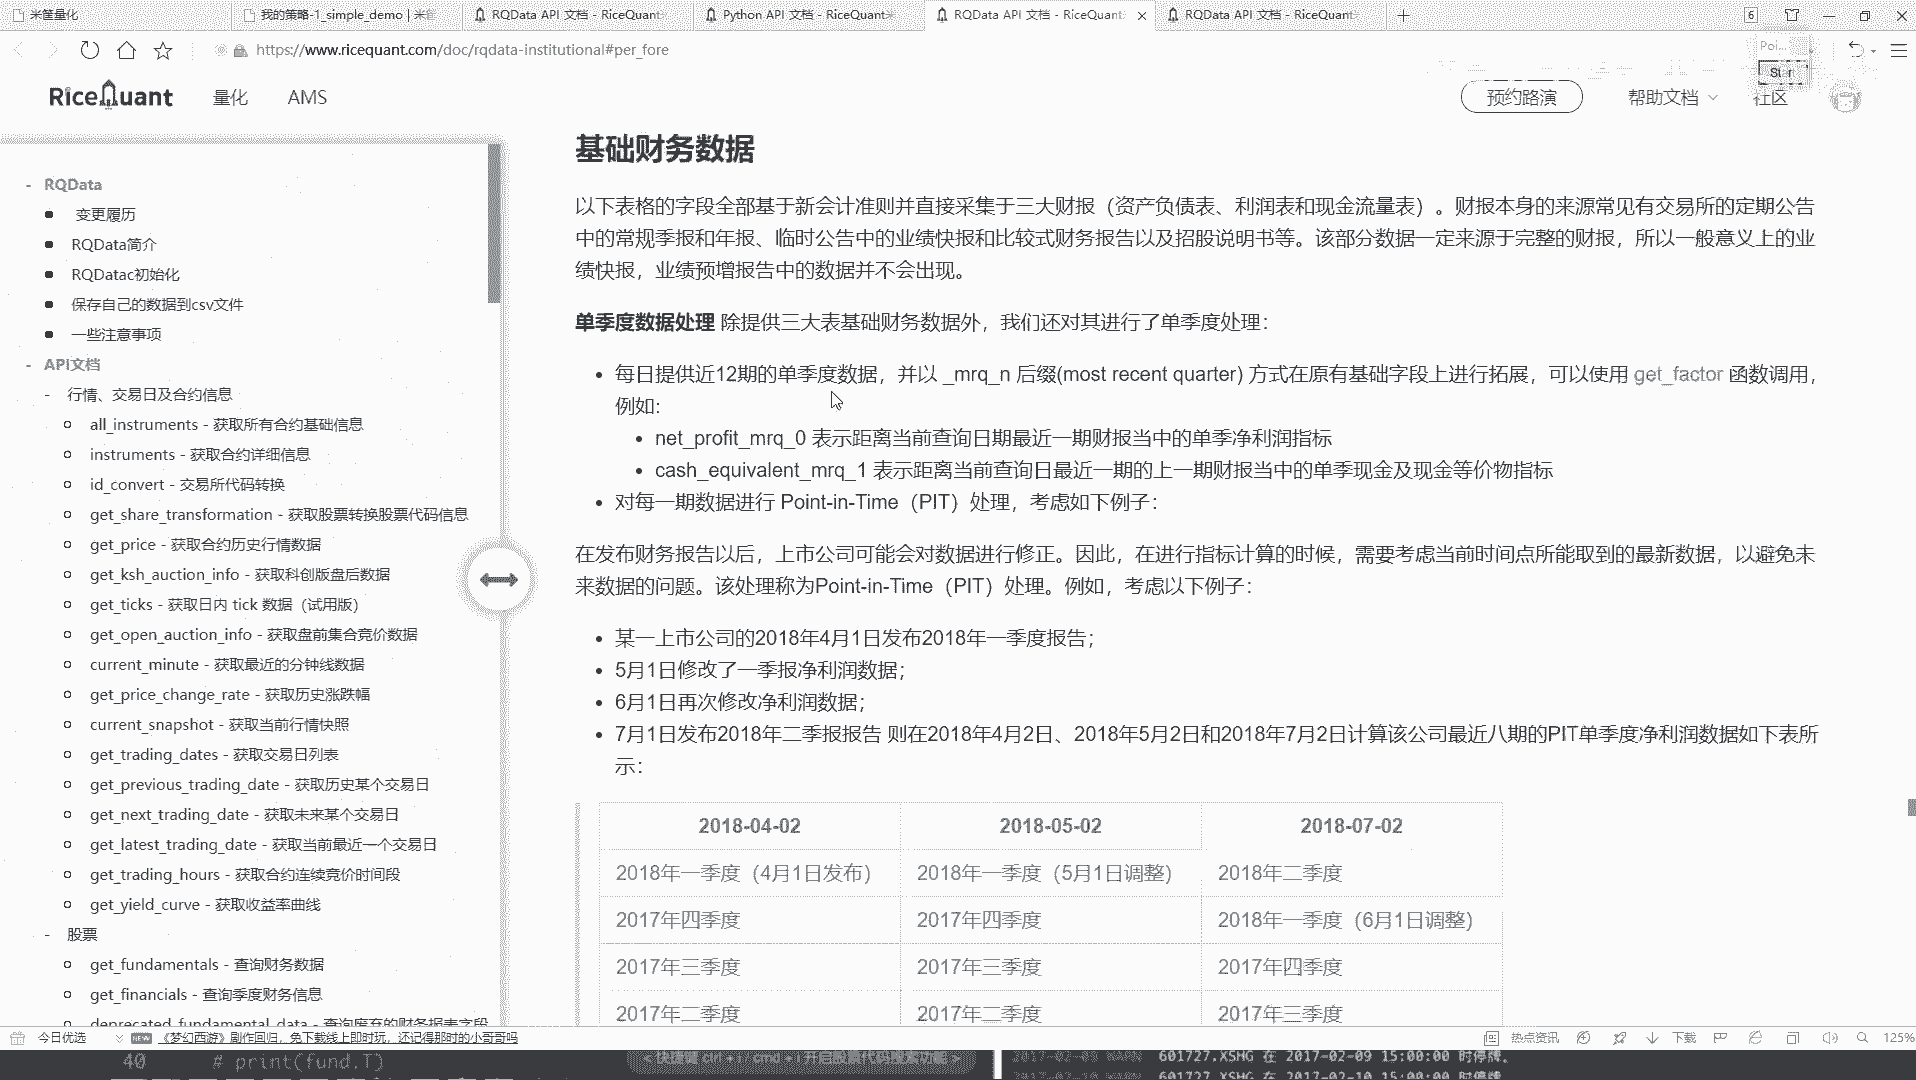 米筐量化
我的策略-1_simple_demo | 米筐
RQData API 文档 - RiceQuant
Python API 文档 - RiceQuant米
RQData API 文档 - RiceQuant
RQData API 文档 - RiceQuant
6
https://www.ricequant.com/doc/rqdata-institutional#per_fore
Poi...
Star
RiceQuant
量化
AMS
预约路演
帮助文档
社区
- RQData
变更履历
RQData简介
RQDatac初始化
保存自己的数据到csv文件
一些注意事项
- API文档
- 行情、交易日及合约信息
all_instruments - 获取所有合约基础信息
instruments - 获取合约详细信息
id_convert - 交易所代码转换
get_share_transformation - 获取股票转换股票代码信息
get_price - 获取合约历史行情数据
get_ksh_auction_info - 获取科创版盘后数据
get_ticks - 获取日内 tick 数据（试用版）
get_open_auction_info - 获取盘前集合竞价数据
current_minute - 获取最近的分钟线数据
get_price_change_rate - 获取历史涨跌幅
current_snapshot - 获取当前行情快照
get_trading_dates - 获取交易日列表
get_previous_trading_date - 获取历史某个交易日
get_next_trading_date - 获取未来某个交易日
get_latest_trading_date - 获取当前最近一个交易日
get_trading_hours - 获取合约连续竞价时间段
get_yield_curve - 获取收益率曲线
- 股票
get_fundamentals - 查询财务数据
get_financials - 查询季度财务信息
deprecated_fundamental_data - 查询废弃的财务报表字段
基础财务数据
以下表格的字段全部基于新会计准则并直接采集于三大财报（资产负债表、利润表和现金流量表）。财报本身的来源常见有交易所的定期公告
中的常规季报和年报、临时公告中的业绩快报和比较式财务报告以及招股说明书等。该部分数据一定来源于完整的财报，所以一般意义上的业
绩快报，业绩预增报告中的数据并不会出现。
单季度数据处理 除提供三大表基础财务数据外，我们还对其进行了单季度处理：
每日提供近12期的单季度数据，并以 _mrq_n 后缀(most recent quarter) 方式在原有基础字段上进行拓展，可以使用 get_factor 函数调用，
例如:
net_profit_mrq_0 表示距离当前查询日期最近一期财报当中的单季净利润指标
cash_equivalent_mrq_1 表示距离当前查询日最近一期的上一期财报当中的单季现金及现金等价物指标
对每一期数据进行 Point-in-Time（PIT）处理，考虑如下例子：
在发布财务报告以后，上市公司可能会对数据进行修正。因此，在进行指标计算的时候，需要考虑当前时间点所能取到的最新数据，以避免未
来数据的问题。该处理称为Point-in-Time（PIT）处理。例如，考虑以下例子：
某一上市公司的2018年4月1日发布2018年一季度报告；
5月1日修改了一季报净利润数据；
6月1日再次修改净利润数据；
7月1日发布2018年二季报报告 则在2018年4月2日、2018年5月2日和2018年7月2日计算该公司最近八期的PIT单季度净利润数据如下表所
示：
2018-04-02 2018-05-02 2018-07-02
2018年一季度（4月1日发布） 2018年一季度（5月1日调整） 2018年二季度
2017年四季度 2017年四季度 2018年一季度（6月1日调整）
2017年三季度 2017年三季度 2017年四季度
2017年二季度 2017年二季度 2017年三季度
今日优选
NEW 《梦幻西游》剧作回归，免下载线上即时玩，还记得那时的小哥哥吗
热点资讯
下载
125%
40 # print(fund.T)
<快捷键 ctrl + i / cmd + i 开启股票代码搜索功能 >
2017-02-09 WARN 601727.XSHG 在 2017-02-09 15:00:00 时停牌。
2017-02-10 WARN 601727.XSHG 在 2017-02-10 15:00:00 时停牌。